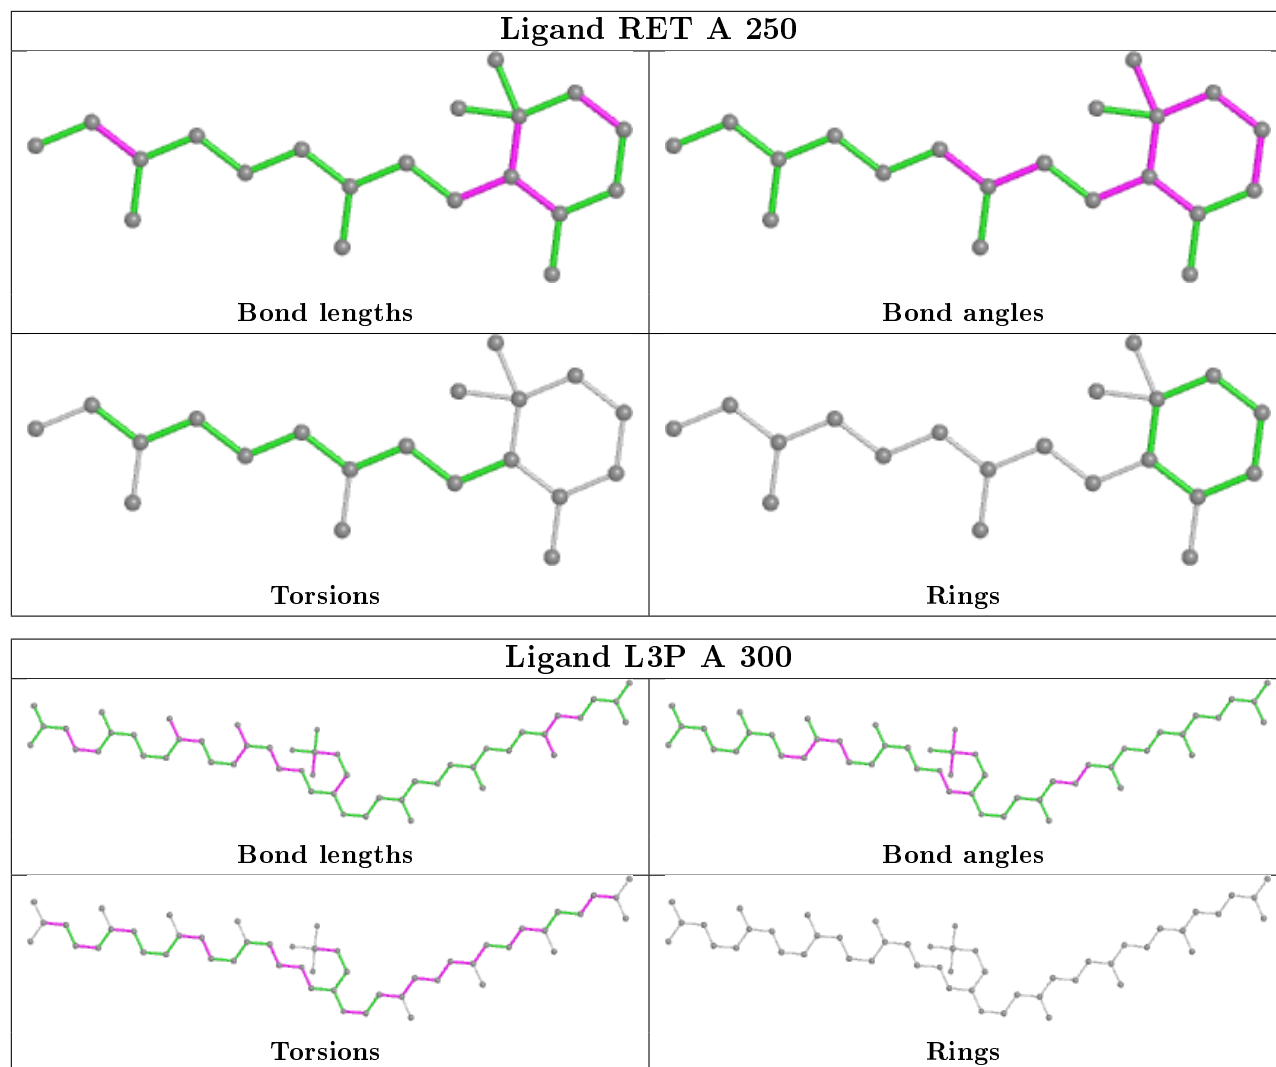 Ligand RET A 250
Bond lengths
Bond angles
Torsions
Rings
Ligand L3P A 300
Bond lengths
Bond angles
Torsions
Rings